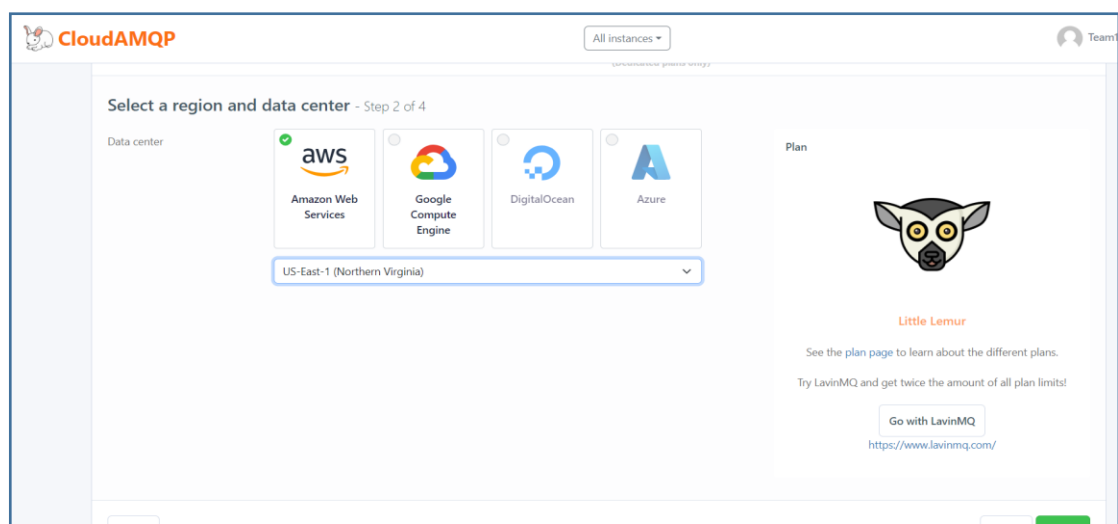 CloudAMQP
All instances
Team1
(Dedicated plans only)
Select a region and data center - Step 2 of 4
Data center
aws
Amazon Web
Services
Google
Compute
Engine
DigitalOcean
Azure
US-East-1 (Northern Virginia)
Plan
Little Lemur
See the plan page to learn about the different plans.
Try LavinMQ and get twice the amount of all plan limits!
Go with LavinMQ
https://www.lavinmq.com/